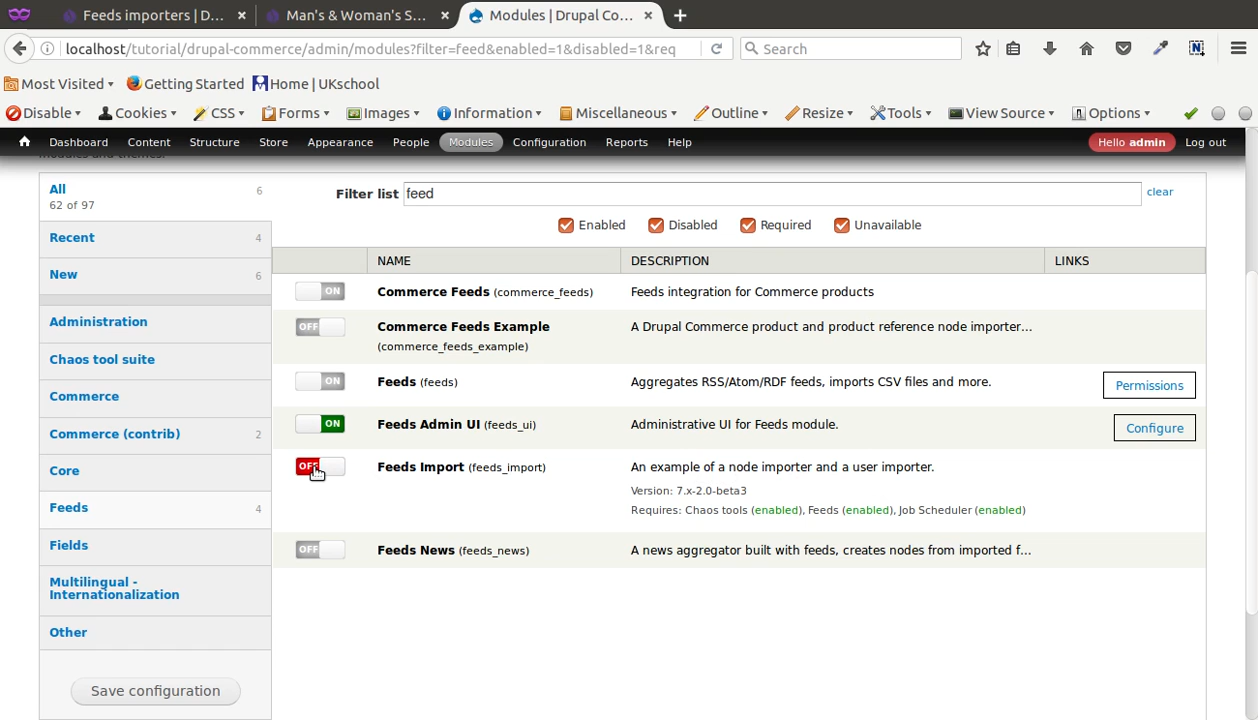 Feeds importers | D...
Man's & Woman's S...
Modules | Drupal Co...
localhost/tutorial/drupal-commerce/admin/modules?filter=feed&enabled=1&disabled=1&req
Search
Most Visited
Getting Started
Home | UKschool
Disable
Cookies
CSS
Forms
Images
Information
Miscellaneous
Outline
Resize
Tools
View Source
Options
Dashboard
Content
Structure
Store
Appearance
People
Modules
Configuration
Reports
Help
Hello admin
Log out
modules and themes.
All 6
62 of 97
Recent 4
New 6
Administration
Chaos tool suite
Commerce
Commerce (contrib) 2
Core
Feeds 4
Fields
Multilingual -
Internationalization
Other
Save configuration
Filter list feed clear
Enabled Disabled Required Unavailable
NAME DESCRIPTION LINKS
ON Commerce Feeds (commerce_feeds) Feeds integration for Commerce products
OFF Commerce Feeds Example A Drupal Commerce product and product reference node importer...
(commerce_feeds_example)
ON Feeds (feeds) Aggregates RSS/Atom/RDF feeds, imports CSV files and more. Permissions
ON Feeds Admin UI (feeds_ui) Administrative UI for Feeds module. Configure
OFF Feeds Import (feeds_import) An example of a node importer and a user importer.
Version: 7.x-2.0-beta3
Requires: Chaos tools (enabled), Feeds (enabled), Job Scheduler (enabled)
OFF Feeds News (feeds_news) A news aggregator built with feeds, creates nodes from imported f...